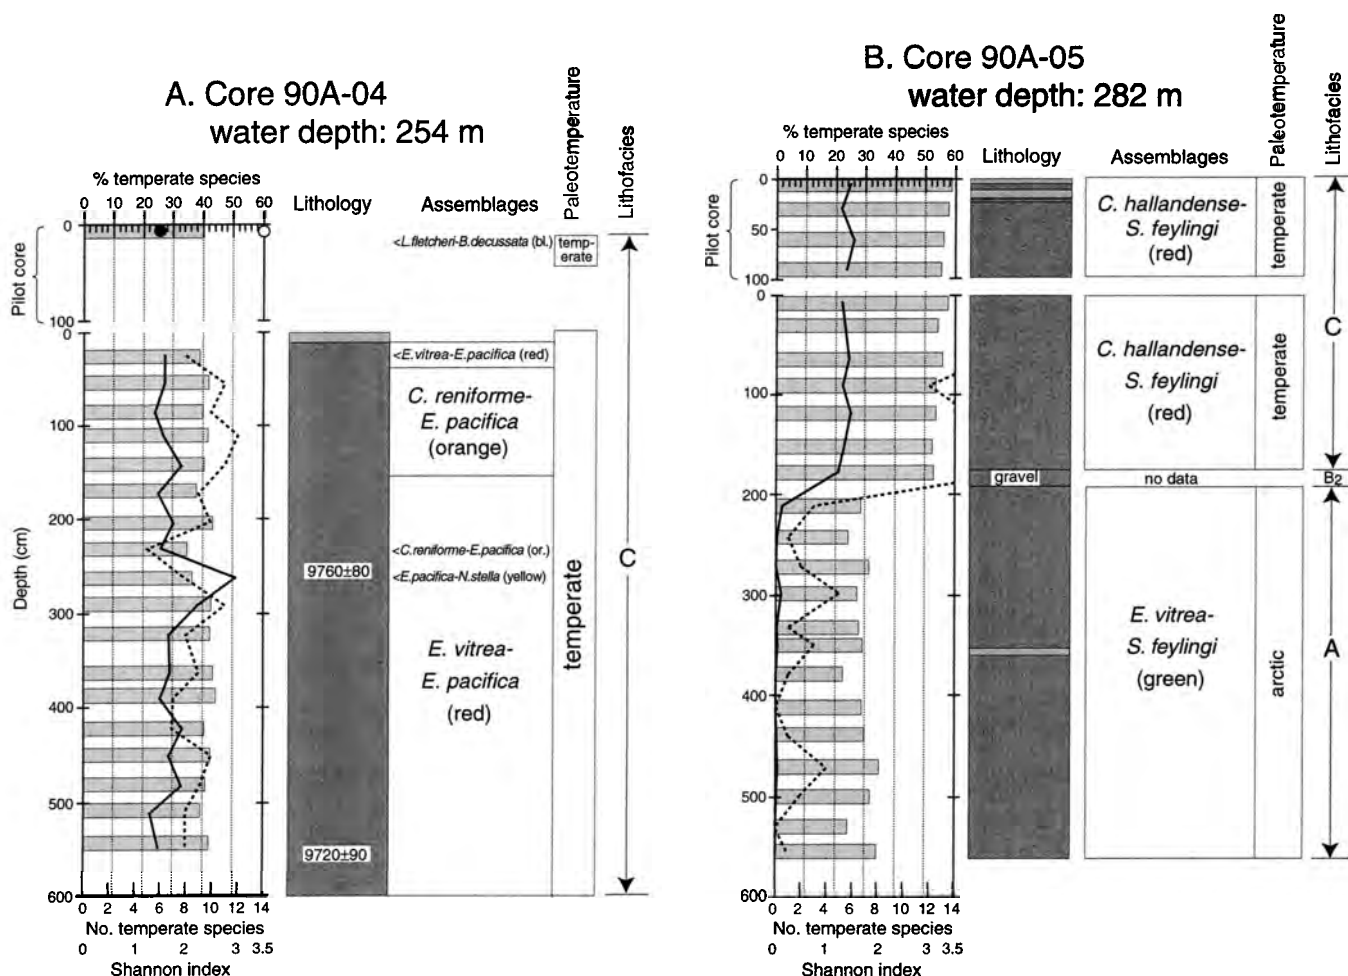 A. Core 90A-04
water depth: 254 m
% temperate species
0 10 20 30 40 50 60
Lithology
Assemblages
Paleotemperature
Lithofacies
Pilot core
0
100
<L.fletcheri-B.decussata (bl.)
temp-
erate
Depth (cm)
0
100
200
300
400
500
600
9760±80
9720±90
<E.vitrea-E.pacifica (red)
C. reniforme-
E. pacifica
(orange)
<C.reniforme-E.pacifica (or.)
<E.pacifica-N.stella (yellow)
E. vitrea-
E. pacifica
(red)
temperate
C
0 2 4 6 8 10 12 14
No. temperate species
0 1 2 3 3.5
Shannon index
B. Core 90A-05
water depth: 282 m
% temperate species
0 10 20 30 40 50 60
Lithology
Assemblages
Paleotemperature
Lithofacies
Pilot core
0
50
100
C. hallandense-
S. feylingi
(red)
temperate
0
100
200
300
400
500
600
C. hallandense-
S. feylingi
(red)
temperate
C
gravel
no data
B2
E. vitrea-
S. feylingi
(green)
arctic
A
0 2 4 6 8 10 12 14
No. temperate species
0 1 2 3 3.5
Shannon index